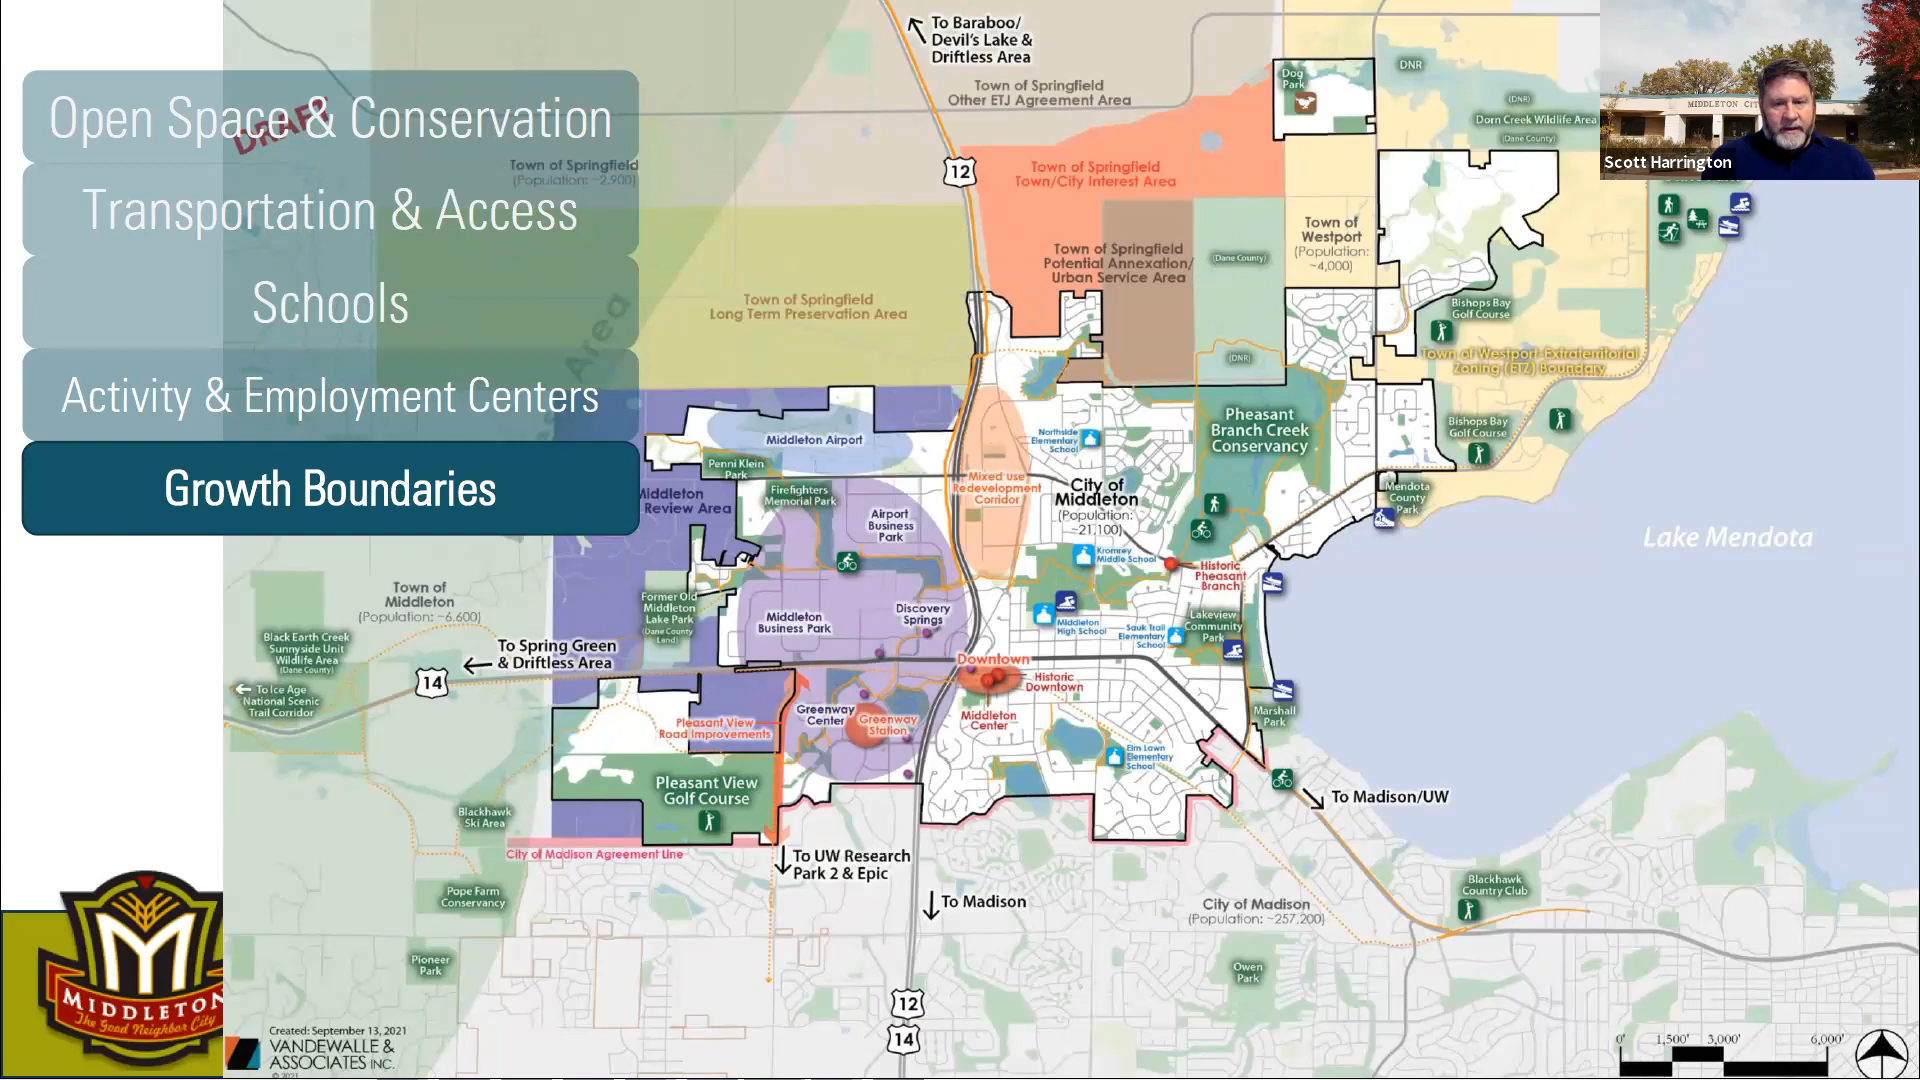 Open Space & Conservation
Transportation & Access
Schools
Activity & Employment Centers
Growth Boundaries
DRAFT
Area
To Baraboo/
Devil's Lake &
Driftless Area
Town of Springfield
Other ETJ Agreement Area
Town of Springfield
(Population: ~2,900)
12
Town of Springfield
Town/City Interest Area
Dog
Park
DNR
(DNR)
Dorn Creek Wildlife Area
(Dane County)
MIDDLETON CIT
Scott Harrington
Town of Springfield
Potential Annexation/
Urban Service Area
(Dane County)
Town of
Westport
(Population:
~4,000)
Town of Springfield
Long Term Preservation Area
Bishops Bay
Golf Course
Town of Westport Extraterritorial
Zoning (ETZ) Boundary
(DNR)
Pheasant
Branch Creek
Conservancy
Bishops Bay
Golf Course
Middleton Airport
Northside
Elementary
School
Penni Klein
Park
Mixed use
Redevelopment
Corridor
City of
Middleton
(Population:
~21,100)
Mendota
County
Park
Middleton
Review Area
Firefighters
Memorial Park
Airport
Business
Park
Lake Mendota
Kromrey
Middle School
Historic
Pheasant
Branch
Town of
Middleton
(Population: ~6,600)
Former Old
Middleton
Lake Park
(Dane County
Land)
Middleton
Business Park
Discovery
Springs
Middleton
High School
Sauk Trail
Elementary
School
Lakeview
Community
Park
Black Earth Creek
Sunnyside Unit
Wildlife Area
(Dane County)
To Spring Green
& Driftless Area
14
To Ice Age
National Scenic
Trail Corridor
Downtown
Historic
Downtown
Middleton
Center
Greenway
Center
Greenway
Station
Pleasant View
Road Improvements
Marshall
Park
Elm Lawn
Elementary
School
Pleasant View
Golf Course
To Madison/UW
Blackhawk
Ski Area
City of Madison Agreement Line
To UW Research
Park 2 & Epic
To Madison
City of Madison
(Population: ~257,200)
Blackhawk
Country Club
Pope Farm
Conservancy
Pioneer
Park
Owen
Park
12
14
MIDDLETON
The Good Neighbor City
Created: September 13, 2021
VANDEWALLE &
ASSOCIATES INC.
© 2021
0' 1,500' 3,000' 6,000'